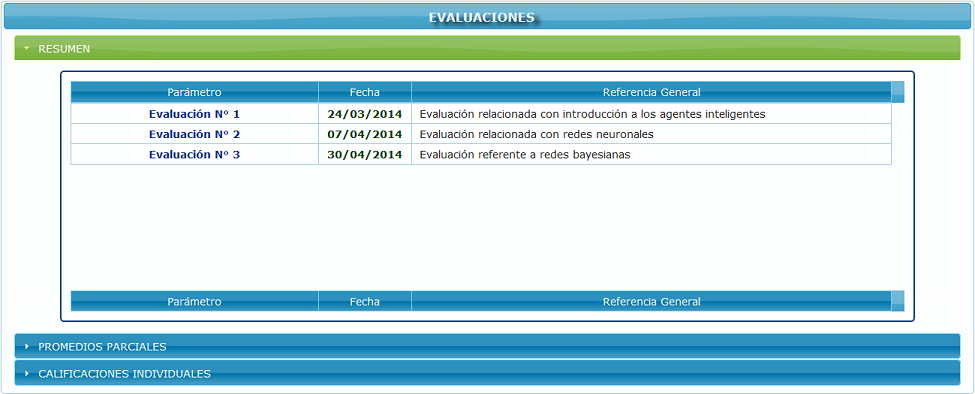 EVALUACIONES
RESUMEN
Parámetro Fecha Referencia General
Evaluación Nº 1 24/03/2014 Evaluación relacionada con introducción a los agentes inteligentes
Evaluación Nº 2 07/04/2014 Evaluación relacionada con redes neuronales
Evaluación Nº 3 30/04/2014 Evaluación referente a redes bayesianas
Parámetro Fecha Referencia General
PROMEDIOS PARCIALES
CALIFICACIONES INDIVIDUALES